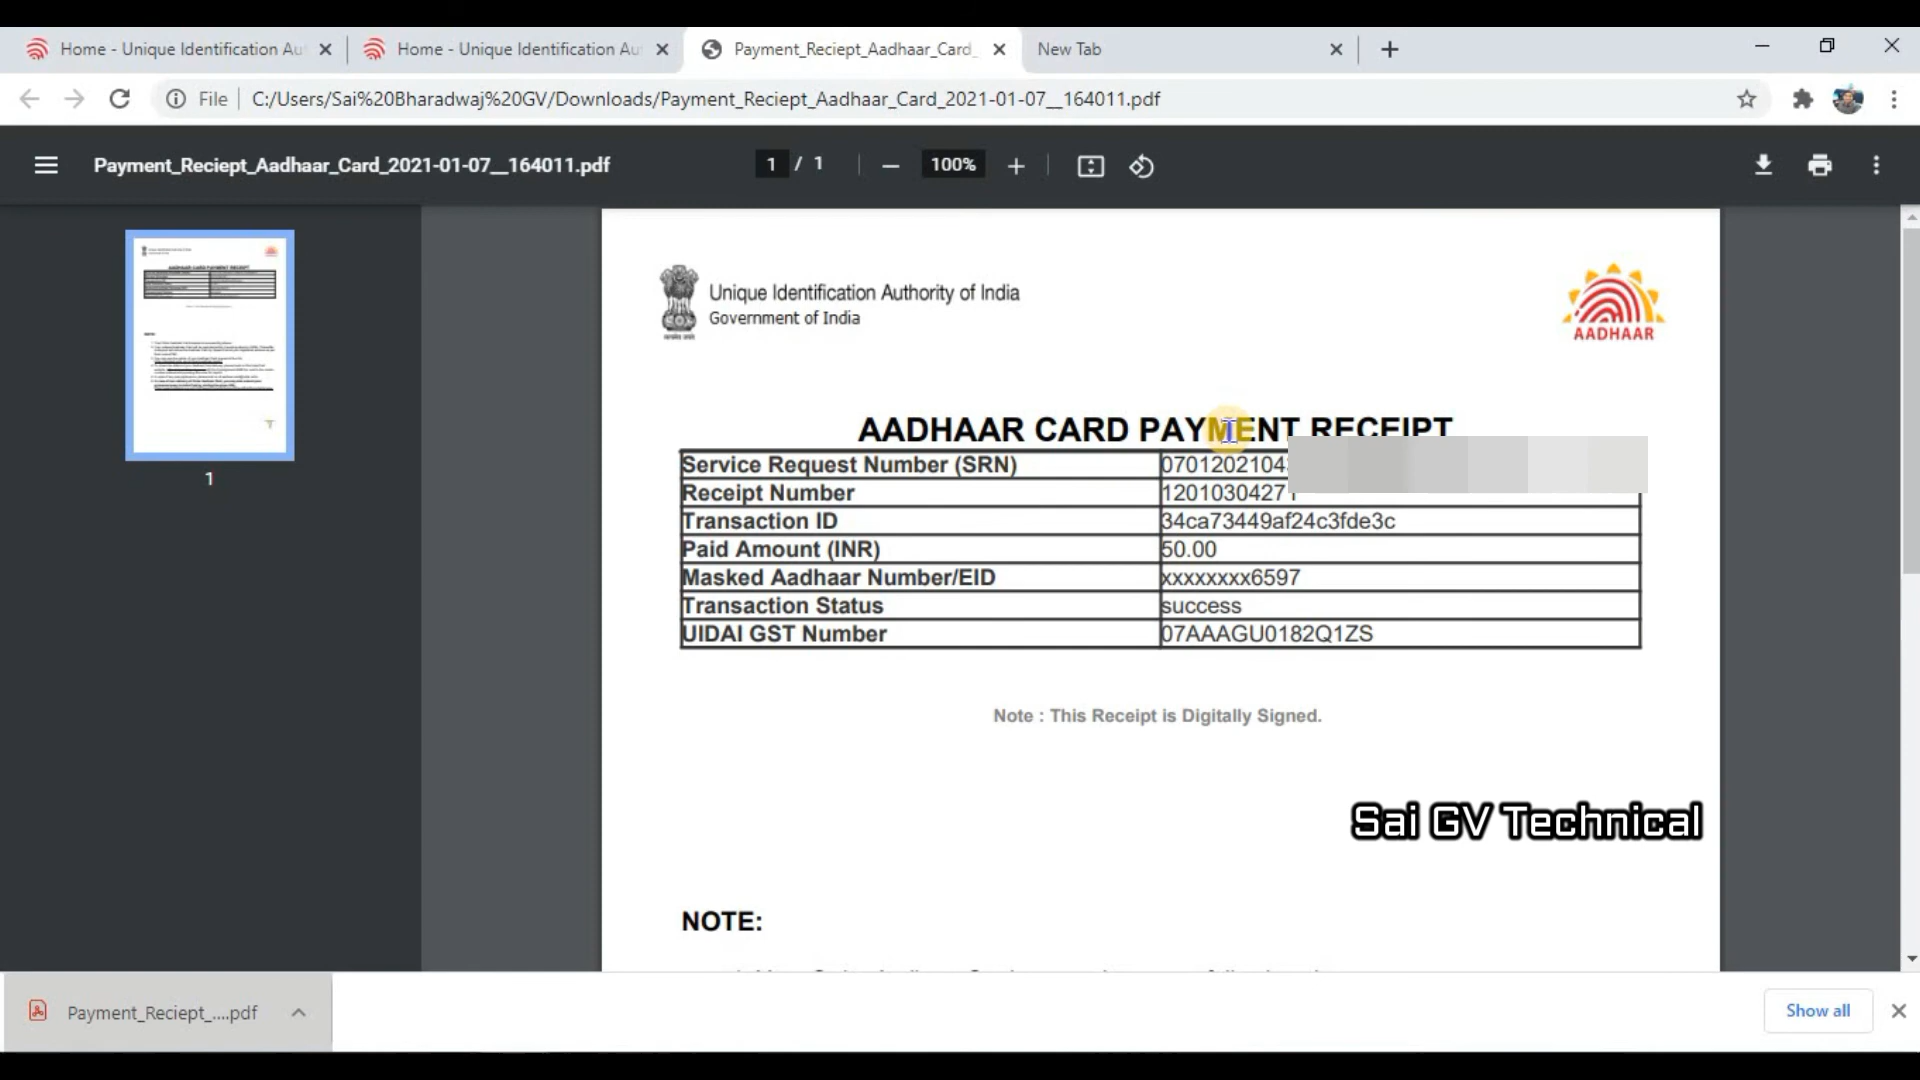 Home - Unique Identification Au
Home - Unique Identification Au
Payment_Reciept_Aadhaar_Card_
New Tab
File
C:/Users/Sai%20Bharadwaj%20GV/Downloads/Payment_Reciept_Aadhaar_Card_2021-01-07__164011.pdf
Payment_Reciept_Aadhaar_Card_2021-01-07__164011.pdf
1 / 1
100%
Unique Identification Authority of India
Government of India
AADHAAR
AADHAAR CARD PAYMENT RECEIPT
Service Request Number (SRN) 0701202104
Receipt Number 1201030427
Transaction ID 34ca73449af24c3fde3c
Paid Amount (INR) 50.00
Masked Aadhaar Number/EID xxxxxxxx6597
Transaction Status success
UIDAI GST Number 07AAAGU0182Q1ZS
1
Note : This Receipt is Digitally Signed.
Sai GV Technical
NOTE:
Payment_Reciept_....pdf
Show all